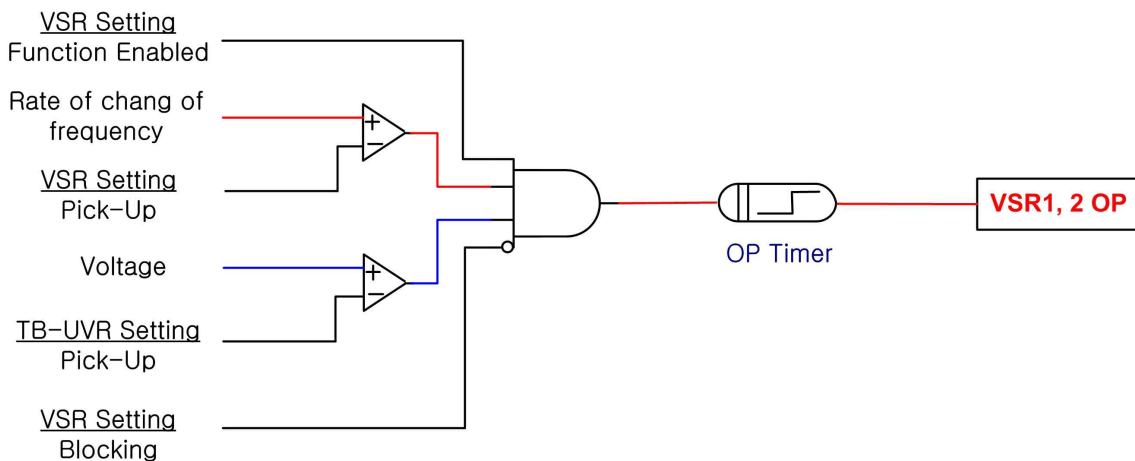 VSR Setting
Function Enabled
Rate of chang of
frequency
VSR Setting
Pick-Up
Voltage
TB-UVR Setting
Pick-Up
VSR Setting
Blocking
+
−
+
−
OP Timer
VSR1, 2 OP